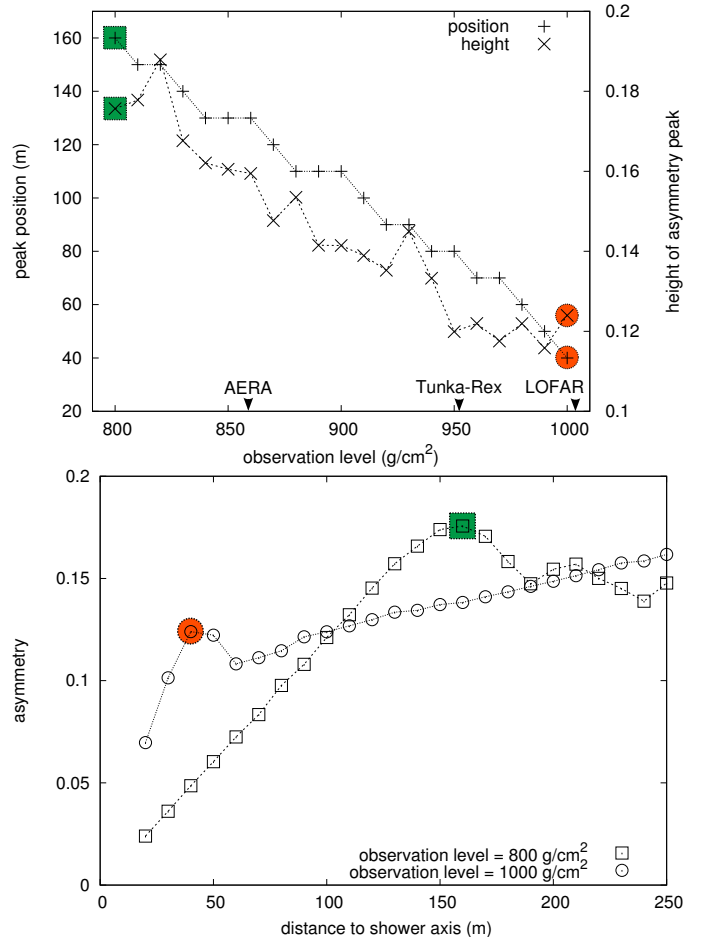 160
140
120
100
80
60
40
20
peak position (m)
0.2
0.18
0.16
0.14
0.12
0.1
height of asymmetry peak
position
height
AERA
Tunka-Rex
LOFAR
800
850
900
950
1000
observation level (g/cm²)
0.2
0.15
0.1
0.05
0
asymmetry
observation level = 800 g/cm²
observation level = 1000 g/cm²
0
50
100
150
200
250
distance to shower axis (m)